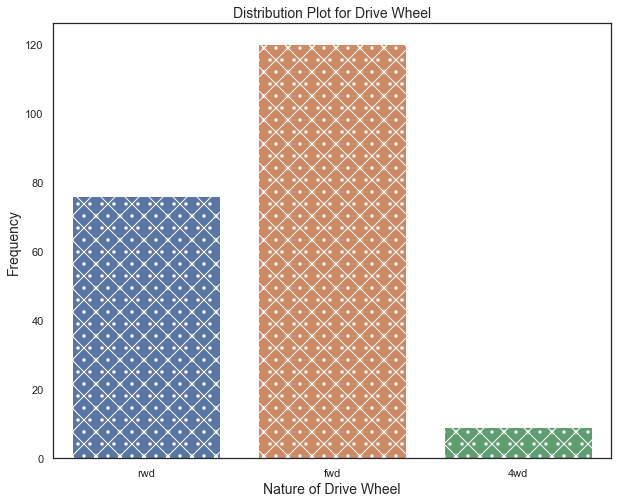 Distribution Plot for Drive Wheel
120
100
80
60
40
20
0
Frequency
rwd
fwd
4wd
Nature of Drive Wheel